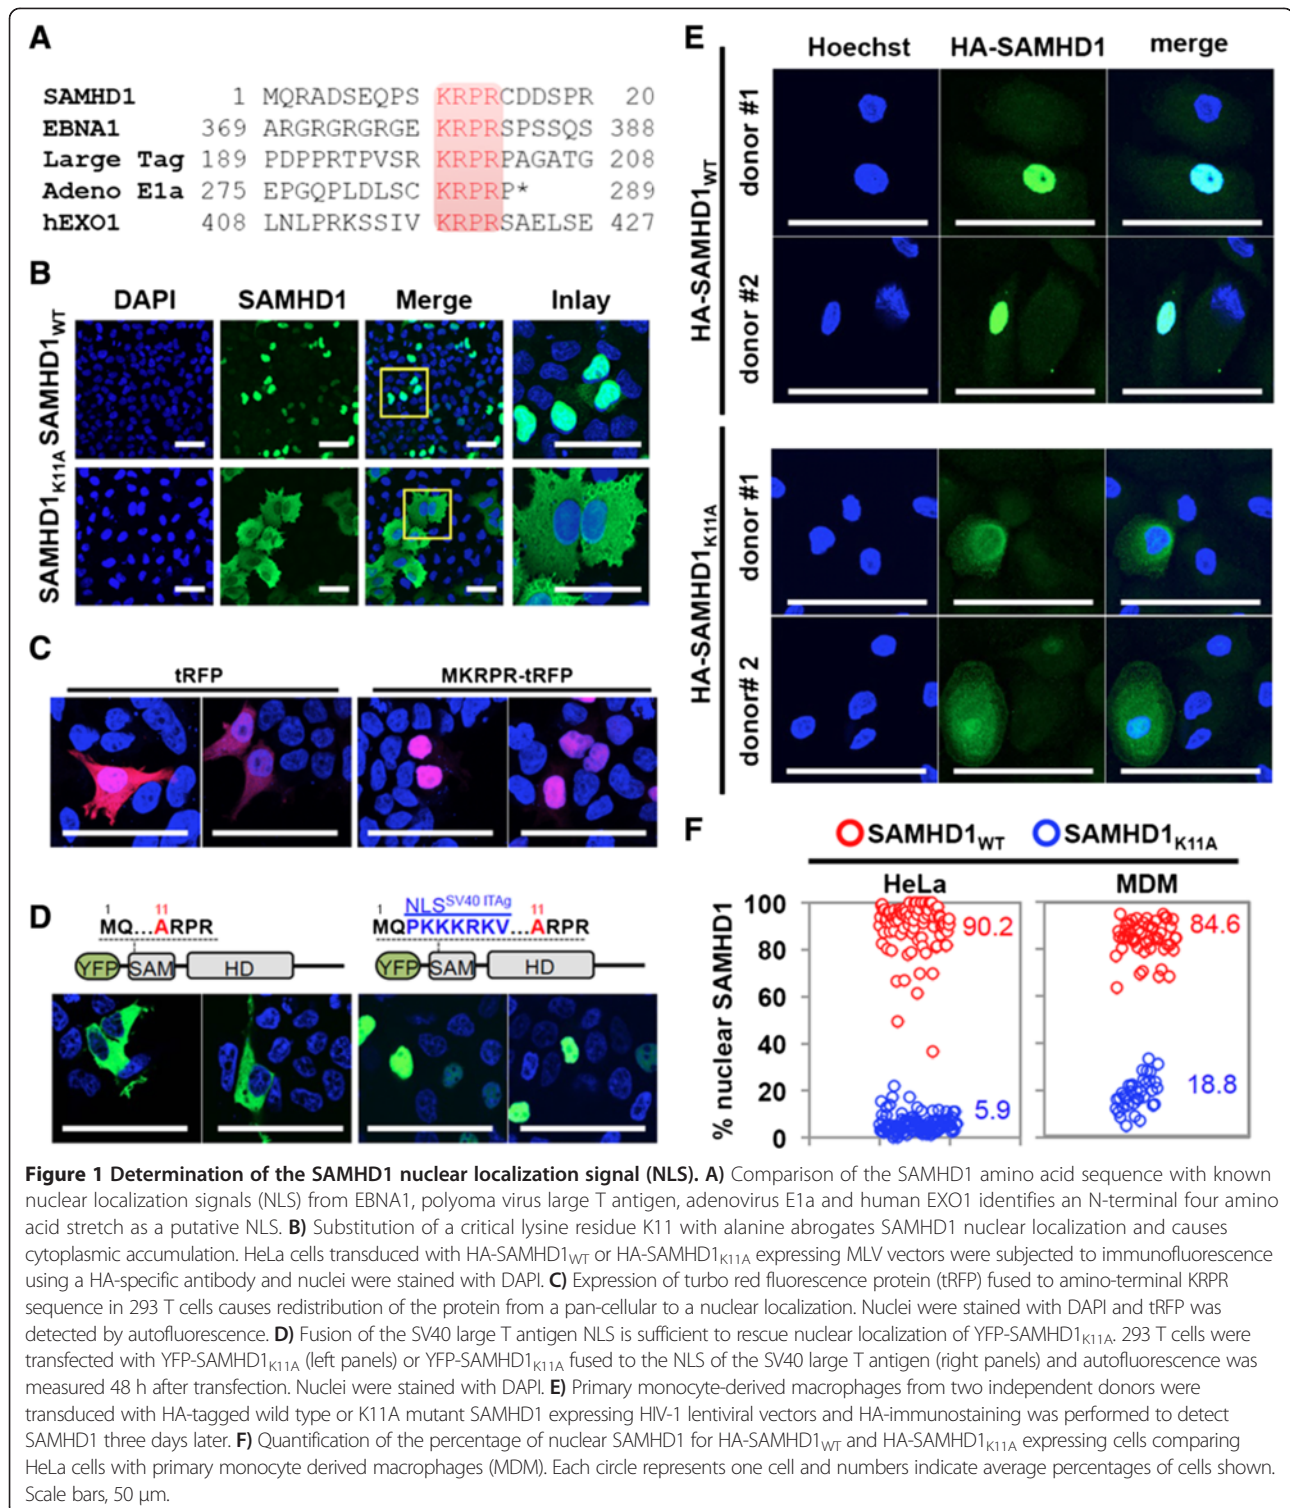 A
SAMHD1 1 MQRADSEQPS KRPRCDDSPR 20
EBNA1 369 ARGRGRGRGE KRPRSPSSQS 388
Large Tag 189 PDPPRTPVSR KRPRPAGATG 208
Adeno E1a 275 EPGQPLDLSC KRPRP* 289
hEXO1 408 LNLPRKSSIV KRPRSAELSE 427
B
DAPI SAMHD1 Merge Inlay
SAMHD1WT
SAMHD1K11A
C
tRFP MKRPR-tRFP
D
1 11
MQ...ARPR
YFP SAM HD
NLSSV40 lTAg
1 11
MQPKKKRKV...ARPR
YFP SAM HD
E
Hoechst HA-SAMHD1 merge
HA-SAMHD1WT
donor #1
donor #2
HA-SAMHD1K11A
donor #1
donor# 2
F
SAMHD1WT SAMHD1K11A
HeLa MDM
% nuclear SAMHD1
100
80
60
40
20
0
90.2
5.9
84.6
18.8
Figure 1 Determination of the SAMHD1 nuclear localization signal (NLS). A) Comparison of the SAMHD1 amino acid sequence with known
nuclear localization signals (NLS) from EBNA1, polyoma virus large T antigen, adenovirus E1a and human EXO1 identifies an N-terminal four amino
acid stretch as a putative NLS. B) Substitution of a critical lysine residue K11 with alanine abrogates SAMHD1 nuclear localization and causes
cytoplasmic accumulation. HeLa cells transduced with HA-SAMHD1WT or HA-SAMHD1K11A expressing MLV vectors were subjected to immunofluorescence
using a HA-specific antibody and nuclei were stained with DAPI. C) Expression of turbo red fluorescence protein (tRFP) fused to amino-terminal KRPR
sequence in 293 T cells causes redistribution of the protein from a pan-cellular to a nuclear localization. Nuclei were stained with DAPI and tRFP was
detected by autofluorescence. D) Fusion of the SV40 large T antigen NLS is sufficient to rescue nuclear localization of YFP-SAMHD1K11A. 293 T cells were
transfected with YFP-SAMHD1K11A (left panels) or YFP-SAMHD1K11A fused to the NLS of the SV40 large T antigen (right panels) and autofluorescence was
measured 48 h after transfection. Nuclei were stained with DAPI. E) Primary monocyte-derived macrophages from two independent donors were
transduced with HA-tagged wild type or K11A mutant SAMHD1 expressing HIV-1 lentiviral vectors and HA-immunostaining was performed to detect
SAMHD1 three days later. F) Quantification of the percentage of nuclear SAMHD1 for HA-SAMHD1WT and HA-SAMHD1K11A expressing cells comparing
HeLa cells with primary monocyte derived macrophages (MDM). Each circle represents one cell and numbers indicate average percentages of cells shown.
Scale bars, 50 μm.